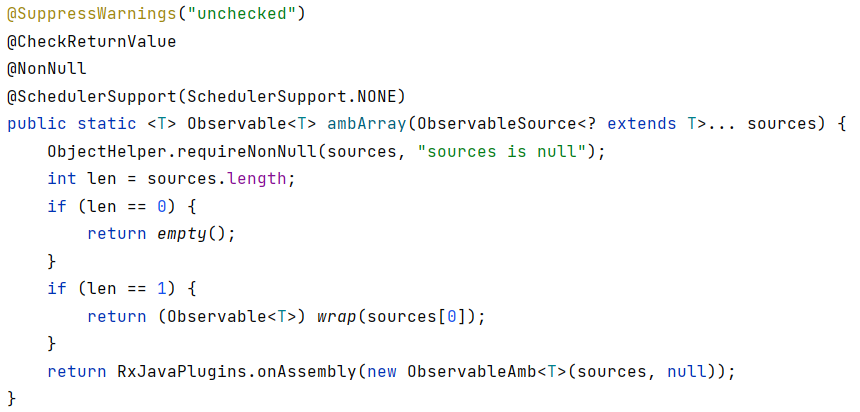 @SuppressWarnings("unchecked")
@CheckReturnValue
@NonNull
@SchedulerSupport(SchedulerSupport.NONE)
public static <T> Observable<T> ambArray(ObservableSource<? extends T>... sources) {
    ObjectHelper.requireNonNull(sources, "sources is null");
    int len = sources.length;
    if (len == 0) {
        return empty();
    }
    if (len == 1) {
        return (Observable<T>) wrap(sources[0]);
    }
    return RxJavaPlugins.onAssembly(new ObservableAmb<T>(sources, null));
}